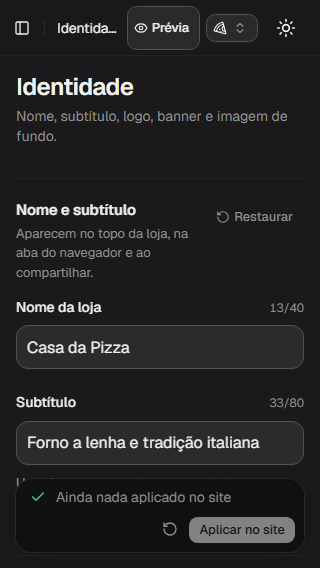 Identida...
Prévia
Identidade
Nome, subtítulo, logo, banner e imagem de
fundo.
Nome e subtítulo
Restaurar
Aparecem no topo da loja, na
aba do navegador e ao
compartilhar.
Nome da loja
13/40
Casa da Pizza
Subtítulo
33/80
Forno a lenha e tradição italiana
Ainda nada aplicado no site
Aplicar no site